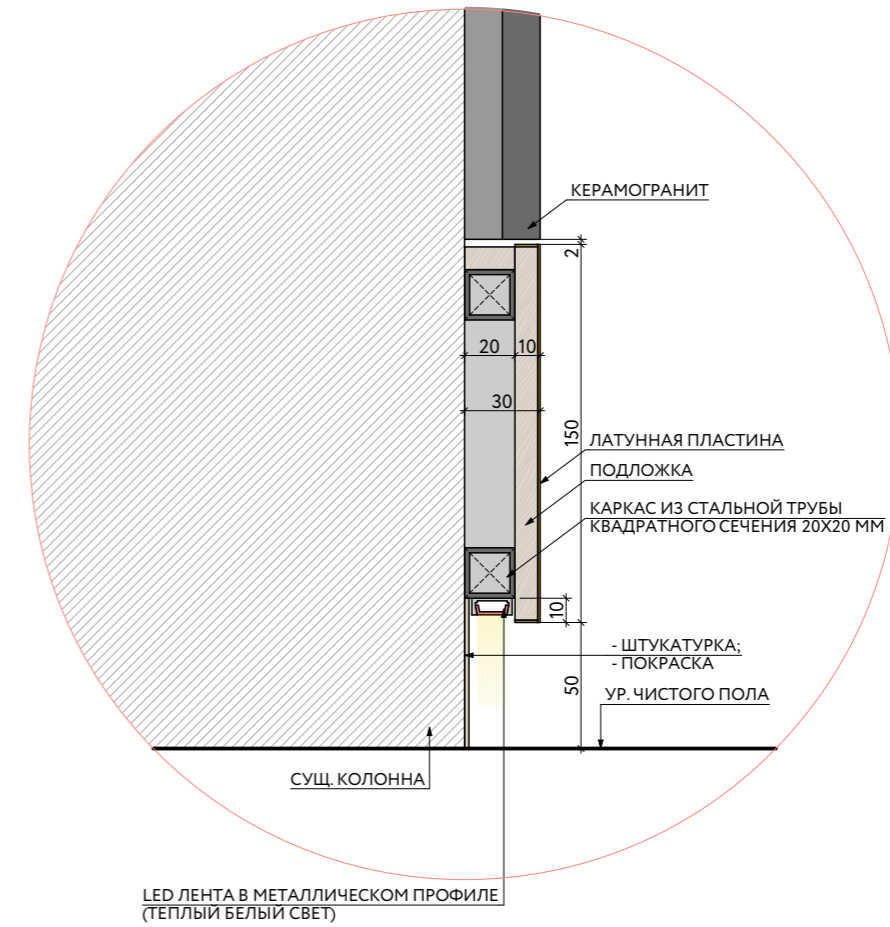 КЕРАМОГРАНИТ
2
20
10
30
150
ЛАТУННАЯ ПЛАСТИНА
ПОДЛОЖКА
КАРКАС ИЗ СТАЛЬНОЙ ТРУБЫ
КВАДРАТНОГО СЕЧЕНИЯ 20Х20 ММ
10
- ШТУКАТУРКА;
- ПОКРАСКА
50
УР. ЧИСТОГО ПОЛА
СУЩ. КОЛОННА
LED ЛЕНТА В МЕТАЛЛИЧЕСКОМ ПРОФИЛЕ
(ТЕПЛЫЙ БЕЛЫЙ СВЕТ)